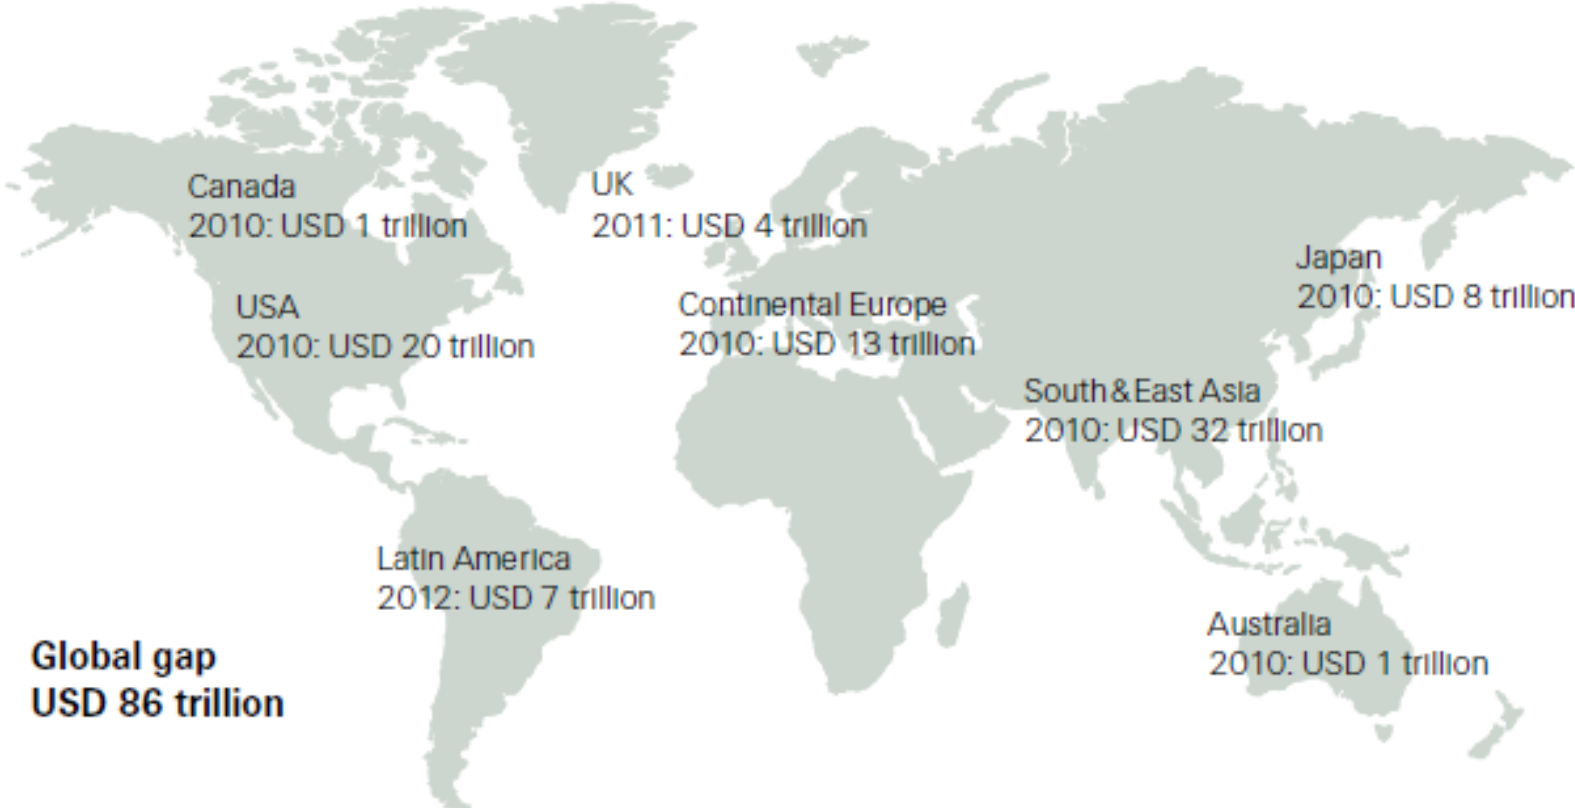 Canada
2010: USD 1 trillion
UK
2011: USD 4 trillion
Japan
2010: USD 8 trillion
USA
2010: USD 20 trillion
Continental Europe
2010: USD 13 trillion
South & East Asia
2010: USD 32 trillion
Latin America
2012: USD 7 trillion
Australia
2010: USD 1 trillion
Global gap
USD 86 trillion